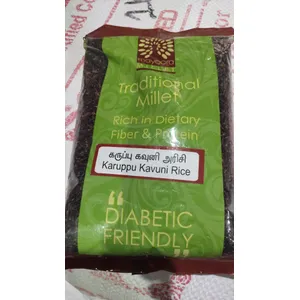 Traditional
Millet
Rich in Dietary
Fiber & Protein
கருப்பு கவுனி அரிசி
Karuppu Kavuni Rice
"DIABETIC
FRIENDLY"